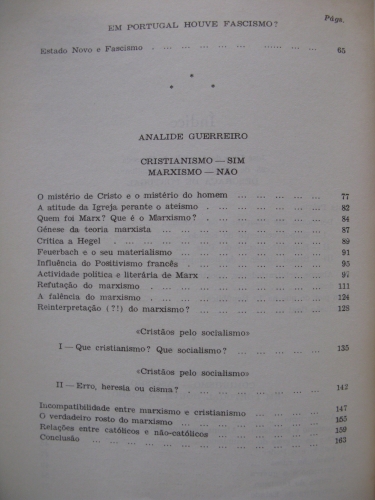 EM PORTUGAL HOUVE FASCISMO?
Págs.
Estado Novo e Fascismo . ... ... ... ... ...... ... ... 65
* * *
ANALIDE GUERREIRO
CRISTIANISMO — SIM
MARXISMO — NÃO
O mistério de Cristo e o mistério do homem ... ... ... ... 77
A atitude da Igreja perante o ateísmo ... ... ... ... ... 82
Quem foi Marx? Que é o Marxismo? . ... ... ... ... ... 84
Génese da teoria marxista ... ... ... ... ... ... ... 87
Crítica a Hegel . ... ... ... ... ... ... ... ... ... 89
Feuerbach e o seu materialismo ... ... ... ... ... ... 91
Influência do Positivismo francês . ... ... ... ... ... 95
Actividade política e literária de Marx . ... ... ... ... 97
Refutação do marxismo . ... ... ... ... ... ... ... 111
A falência do marxismo . ... ... ... ... ... ... ... 124
Reinterpretação (?!) do marxismo? ... ... ... ... ... 128
«Cristãos pelo socialismo»
I — Que cristianismo? Que socialismo? ... ... ... ... ... 135
«Cristãos pelo socialismo»
II — Erro, heresia ou cisma? . ... ... ... ... ... ... 142
Incompatibilidade entre marxismo e cristianismo ... ... ... 147
O verdadeiro rosto do marxismo . ... ... ... ... ... 155
Relações entre católicos e não-católicos . ... ... ... ... 159
Conclusão ... ... ... ... ... ... ... ... ... ... 163